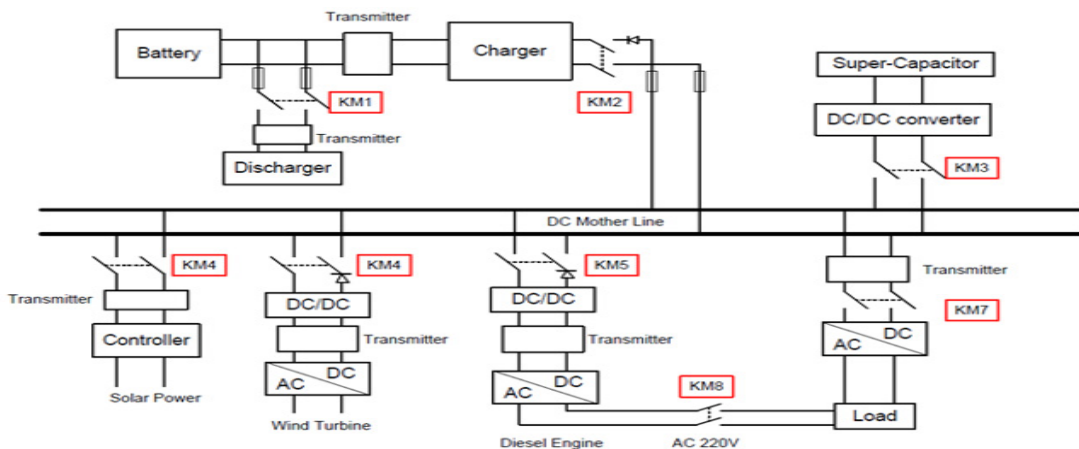 Transmitter
Battery
Charger
Super-Capacitor
KM1
KM2
DC/DC converter
Transmitter
Discharger
KM3
DC Mother Line
KM4
KM4
KM5
Transmitter
Transmitter
DC/DC
DC/DC
KM7
Controller
Transmitter
Transmitter
AC DC
AC DC
AC DC
KM8
Solar Power
Load
Wind Turbine
Diesel Engine
AC 220V